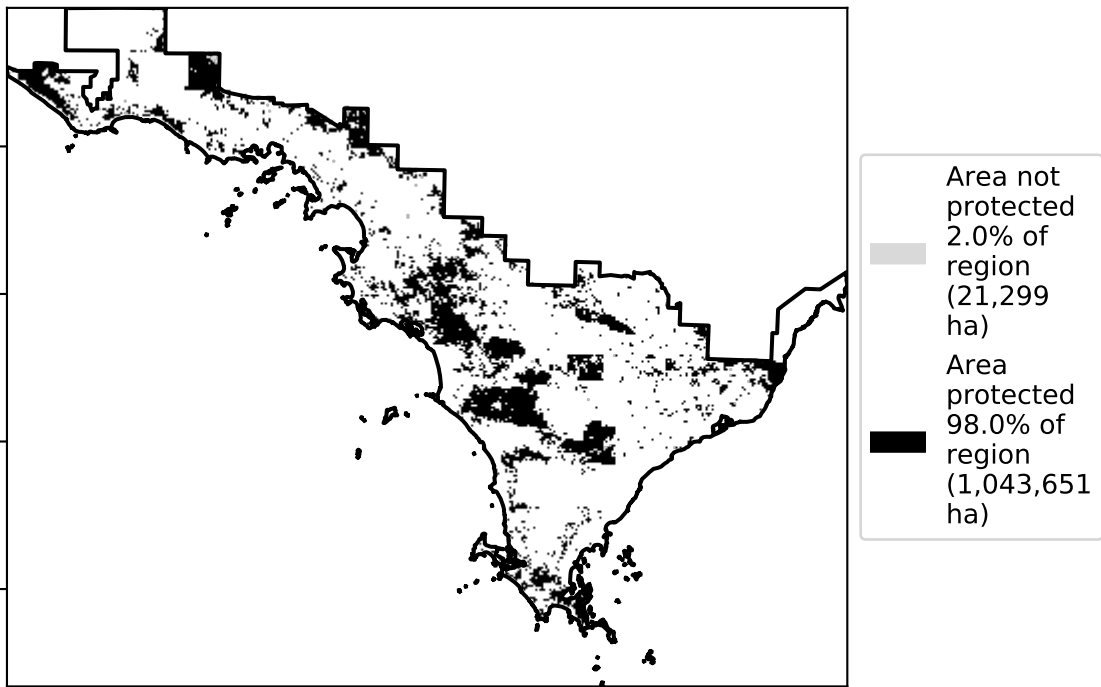 Area not
protected
2.0% of
region
(21,299
ha)
Area
protected
98.0% of
region
(1,043,651
ha)